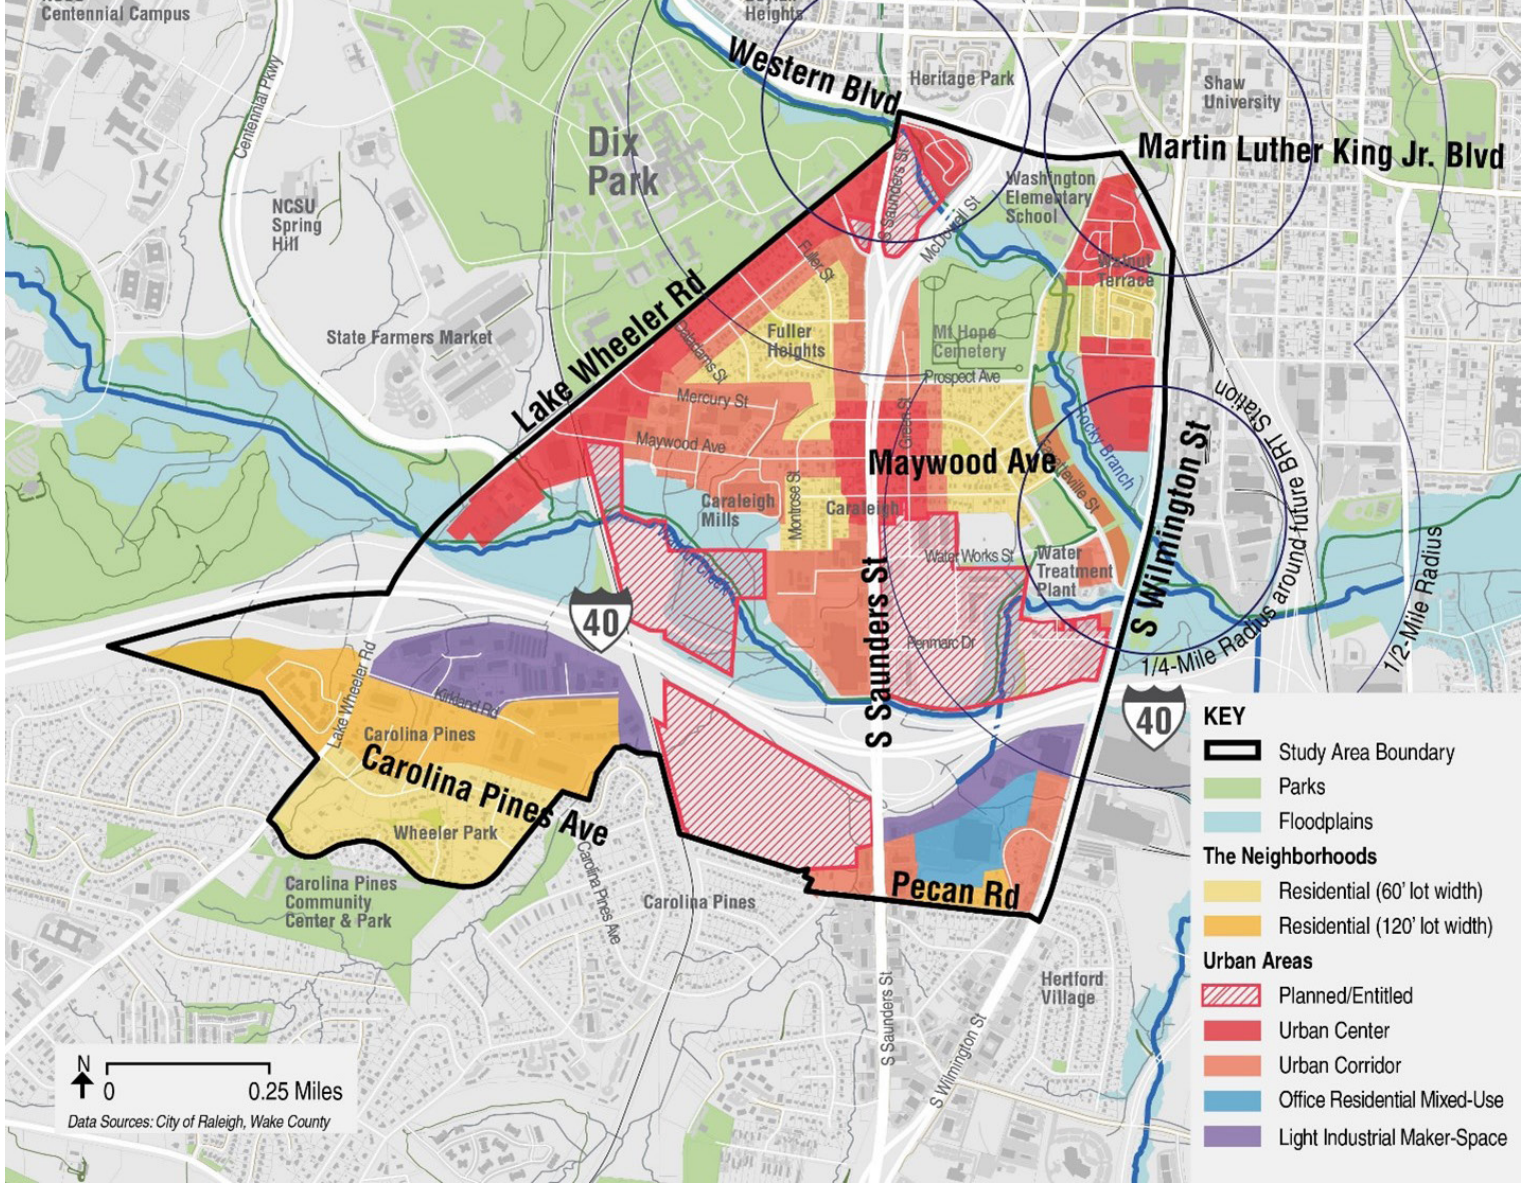 Centennial Campus
Heights
Western Blvd
Heritage Park
Shaw
University
Centennial Pkwy
Dix
Park
Martin Luther King Jr. Blvd
S Saunders St
Washington
Elementary
School
McDowell St
NCSU
Spring
Hill
Fuller St
Walnut
Terrace
Lake Wheeler Rd
State Farmers Market
Fuller
Heights
Mt Hope
Cemetery
Prospect Ave
Mercury St
Green St
Maywood Ave
Maywood Ave
Fayetteville St
Rocky Branch
S Wilmington St
1/4-Mile Radius around future BRT Station
1/2-Mile Radius
Caraleigh
Mills
Montrose St
Caraleigh
Walnut Creek
Water Works St
Water
Treatment
Plant
40
S Saunders St
Penmarc Dr
Lake Wheeler Rd
Kirkland Rd
Carolina Pines
Carolina Pines Ave
Wheeler Park
40
Carolina Pines
Community
Center & Park
Carolina Pines Ave
Carolina Pines
Pecan Rd
Hertford
Village
S Saunders St
S Wilmington St
KEY
Study Area Boundary
Parks
Floodplains
The Neighborhoods
Residential (60' lot width)
Residential (120' lot width)
Urban Areas
Planned/Entitled
Urban Center
Urban Corridor
Office Residential Mixed-Use
Light Industrial Maker-Space
N
0 0.25 Miles
Data Sources: City of Raleigh, Wake County